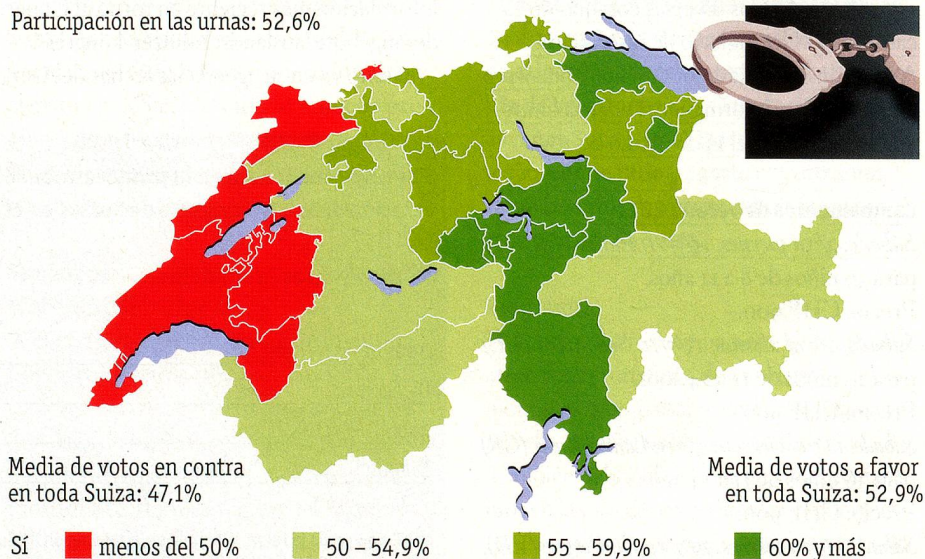 Participación en las urnas: 52,6%
Media de votos en contra
en toda Suiza: 47,1%
Media de votos a favor
en toda Suiza: 52,9%
Sí menos del 50% 50 – 54,9% 55 – 59,9% 60% y más